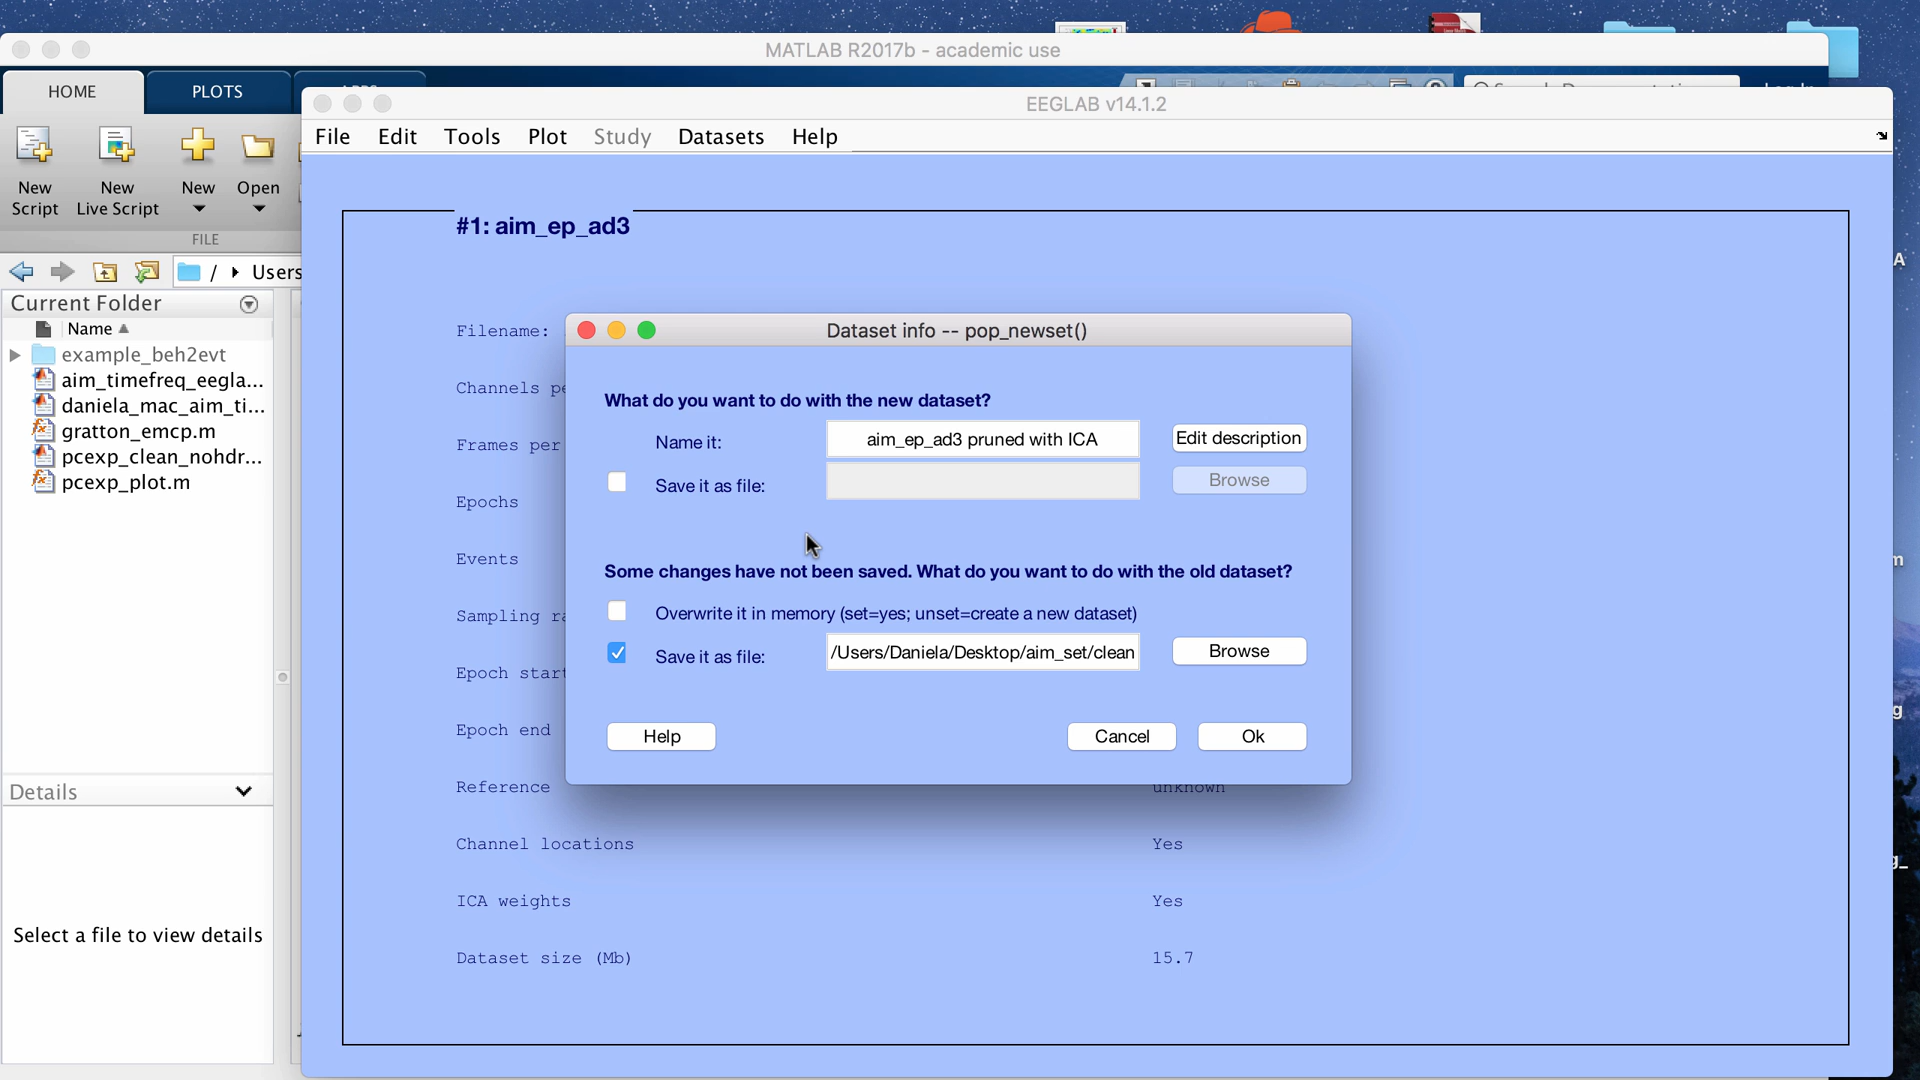 MATLAB R2017b - academic use
HOME
PLOTS
EEGLAB v14.1.2
File Edit Tools Plot Study Datasets Help
New Script
New Live Script
New
Open
FILE
/ Users
Current Folder
Name
example_beh2evt
aim_timefreq_eegla...
daniela_mac_aim_ti...
gratton_emcp.m
pcexp_clean_nohdr...
pcexp_plot.m
Details
Select a file to view details
#1: aim_ep_ad3
Filename:
Channels pe
Frames per
Epochs
Events
Sampling ra
Epoch start
Epoch end
Reference unknown
Channel locations Yes
ICA weights Yes
Dataset size (Mb) 15.7
Dataset info -- pop_newset()
What do you want to do with the new dataset?
Name it: aim_ep_ad3 pruned with ICA Edit description
Save it as file: Browse
Some changes have not been saved. What do you want to do with the old dataset?
Overwrite it in memory (set=yes; unset=create a new dataset)
Save it as file: /Users/Daniela/Desktop/aim_set/clean Browse
Help Cancel Ok